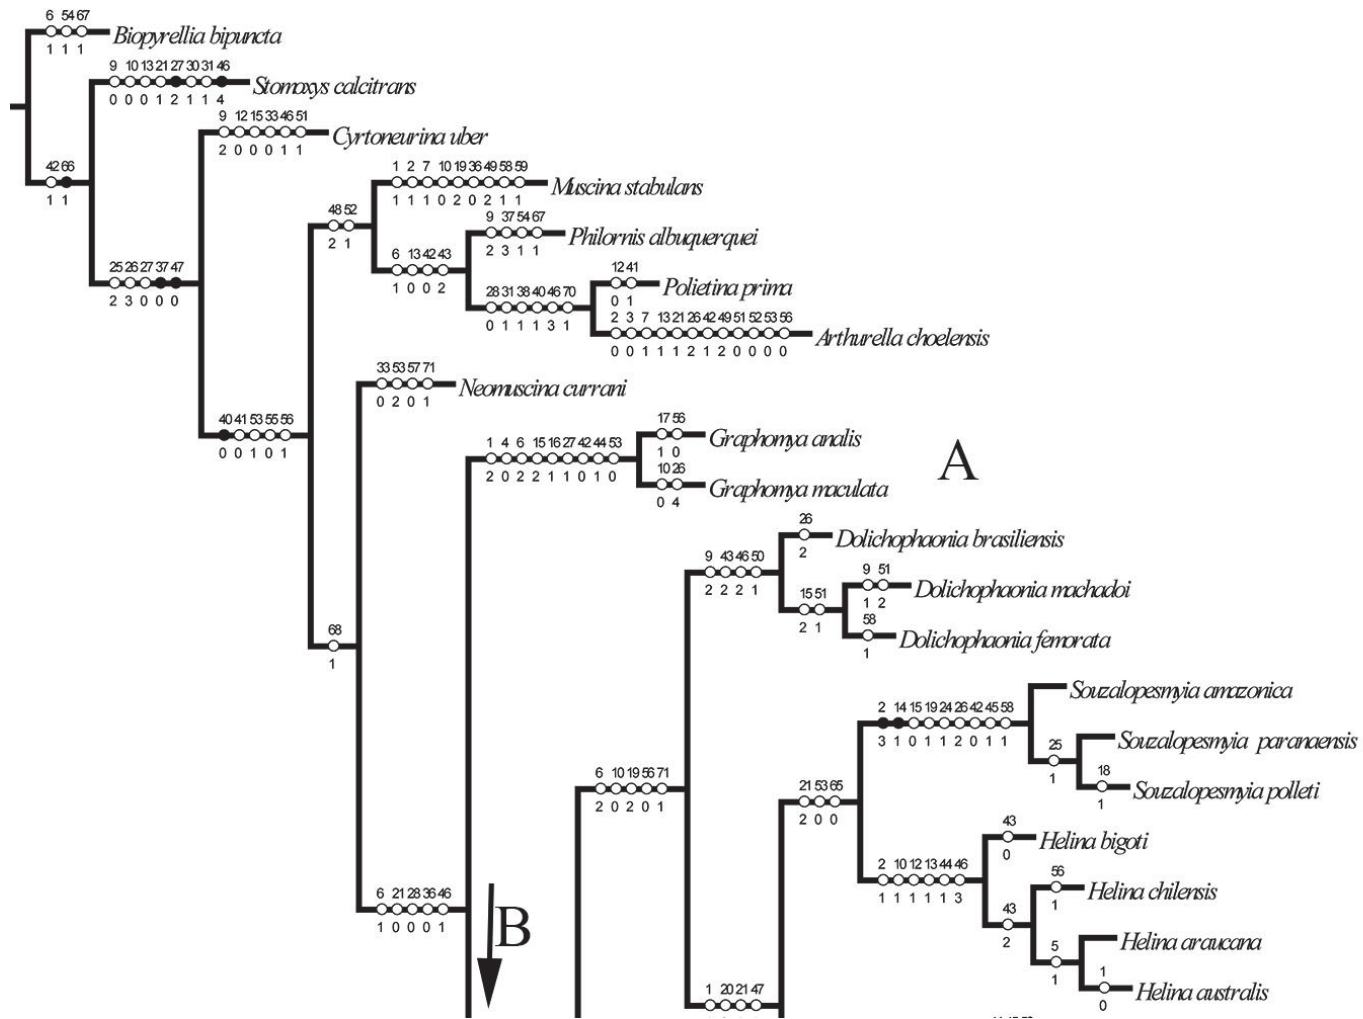 6 54 67
1 1 1
Biopyrellia bipuncta
9 10 13 21 27 30 31 46
0 0 0 1 2 1 1 4
Stomoxys calcitrans
9 12 15 33 46 51
2 0 0 0 1 1
Cyrtoneurina uber
42 66
1 1
1 2 7 10 19 36 49 58 59
1 1 1 0 2 0 2 1 1
Muscina stabulans
48 52
2 1
9 37 54 67
2 3 1 1
Philornis albuquerquei
25 26 27 37 47
2 3 0 0 0
6 13 42 43
1 0 0 2
12 41
0 1
Polietina prima
28 31 38 40 46 70
0 1 1 1 3 1
2 3 7 13 21 26 42 49 51 52 53 56
0 0 1 1 1 2 1 2 0 0 0 0
Arthurella choelensis
33 53 57 71
0 2 0 1
Neomuscina currani
40 41 53 55 56
0 0 1 0 1
1 4 6 15 16 27 42 44 53
2 0 2 2 1 1 0 1 0
17 56
1 0
Graphomya analis
10 26
0 4
Graphomya maculata
A
26
2
Dolichophaonia brasiliensis
9 43 46 50
2 2 2 1
9 51
1 2
Dolichophaonia machadoi
15 51
2 1
58
1
Dolichophaonia femorata
68
1
Souzalopesmyia amazonica
2 14 15 19 24 26 42 45 58
3 1 0 1 1 2 0 1 1
Souzalopesmyia paranaensis
25
1
18
1
Souzalopesmyia polleti
6 10 19 56 71
2 0 2 0 1
21 53 65
2 0 0
43
0
Helina bigoti
2 10 12 13 44 46
1 1 1 1 1 3
56
1
Helina chilensis
6 21 28 36 46
1 0 0 0 1
B
43
2
Helina araucana
5
1
1
0
Helina australis
1 20 21 47